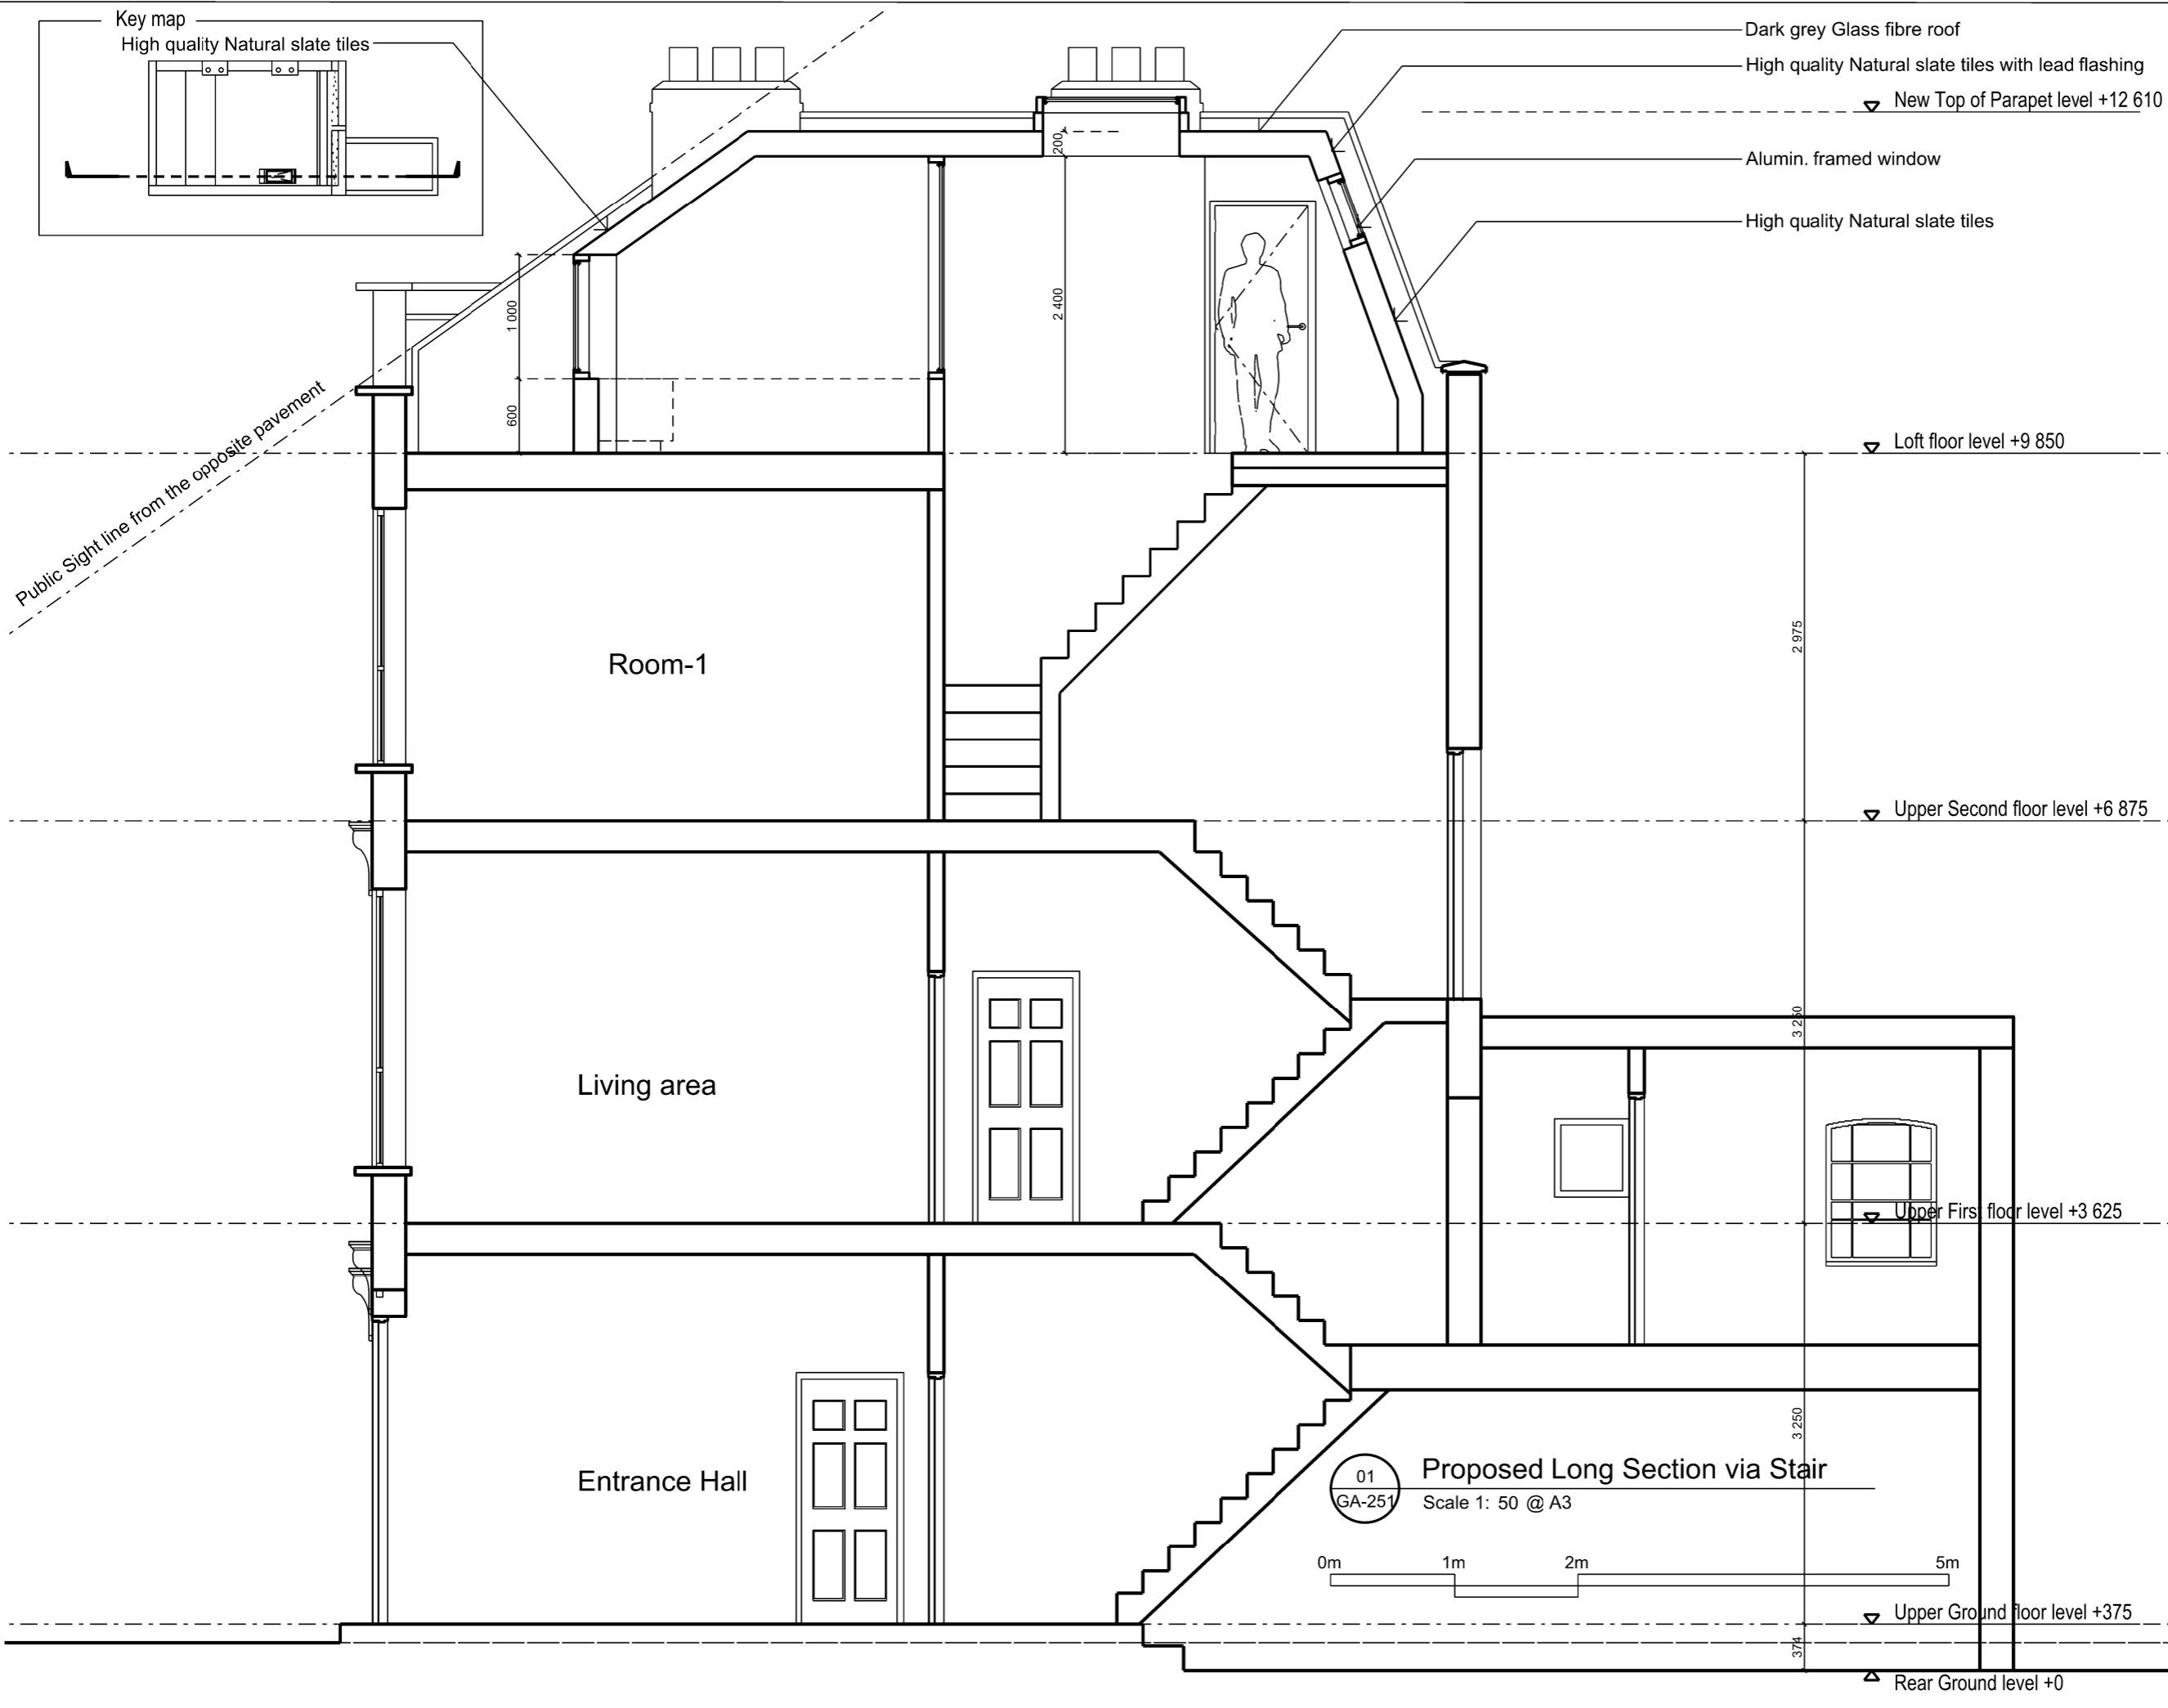 Key map
High quality Natural slate tiles
Dark grey Glass fibre roof
High quality Natural slate tiles with lead flashing
New Top of Parapet level +12 610
Alumin. framed window
High quality Natural slate tiles
200
2 400
1 000
600
Public Sight line from the opposite pavement
Loft floor level +9 850
2 975
Room-1
Upper Second floor level +6 875
3 250
Living area
Upper First floor level +3 625
3 250
Entrance Hall
01
GA-251
Proposed Long Section via Stair
Scale 1: 50 @ A3
0m 1m 2m 5m
Upper Ground floor level +375
374
Rear Ground level +0